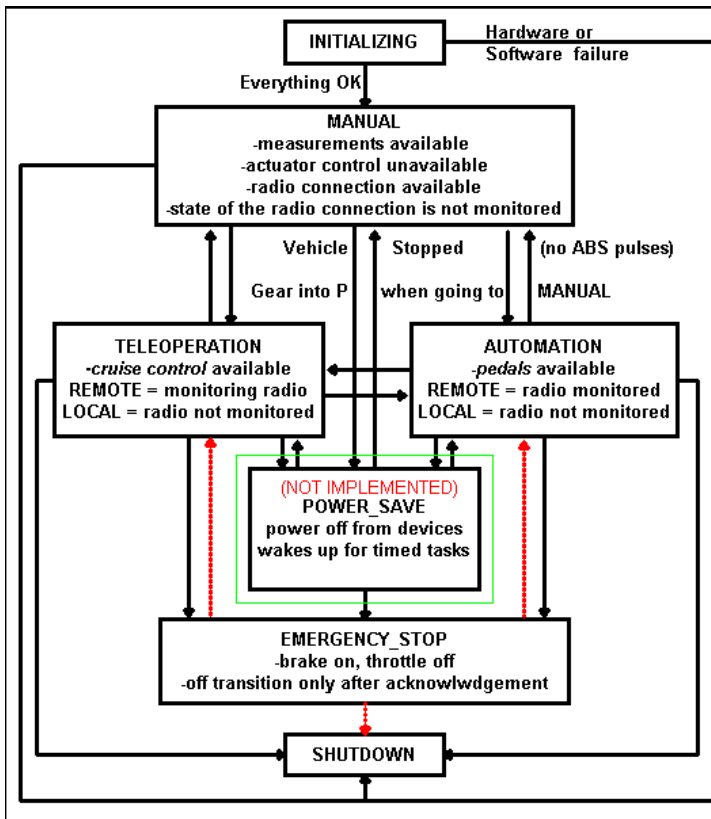 INITIALIZING
Hardware or
Software failure
Everything OK
MANUAL
-measurements available
-actuator control unavailable
-radio connection available
-state of the radio connection is not monitored
Vehicle Stopped (no ABS pulses)
Gear into P when going to MANUAL
TELEOPERATION
-cruise control available
REMOTE = monitoring radio
LOCAL = radio not monitored
AUTOMATION
-pedals available
REMOTE = radio monitored
LOCAL = radio not monitored
(NOT IMPLEMENTED)
POWER_SAVE
power off from devices
wakes up for timed tasks
EMERGENCY_STOP
-brake on, throttle off
-off transition only after acknowlwdgement
SHUTDOWN